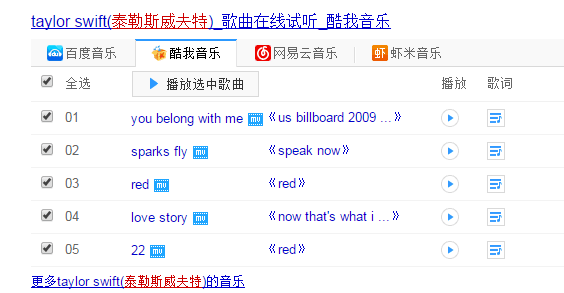 taylor swift(泰勒斯威夫特)_歌曲在线试听_酷我音乐
百度音乐 酷我音乐 网易云音乐 虾 虾米音乐
全选 播放选中歌曲 播放 歌词
01 you belong with me mv 《us billboard 2009 ...》
02 sparks fly mv 《speak now》
03 red mv 《red》
04 love story mv 《now that's what i ...》
05 22 mv 《red》
更多taylor swift(泰勒斯威夫特)的音乐